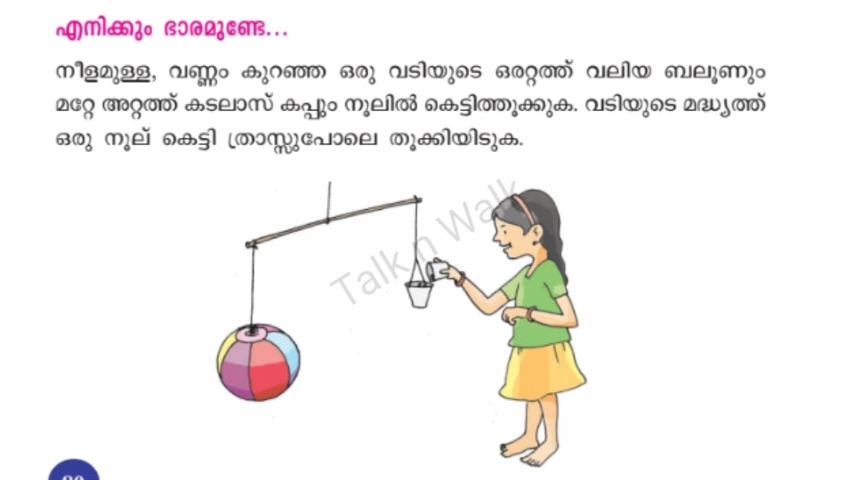 എനിക്കും ഭാരമുണ്ടേ...
നീളമുള്ള, വണ്ണം കുറഞ്ഞ ഒരു വടിയുടെ ഒരറ്റത്ത് വലിയ ബലൂണും
മറ്റേ അറ്റത്ത് കടലാസ് കപ്പും നൂലിൽ കെട്ടിത്തൂക്കുക. വടിയുടെ മദ്ധ്യത്ത്
ഒരു നൂല് കെട്ടി ത്രാസ്സുപോലെ തൂക്കിയിടുക.
Talk n Walk